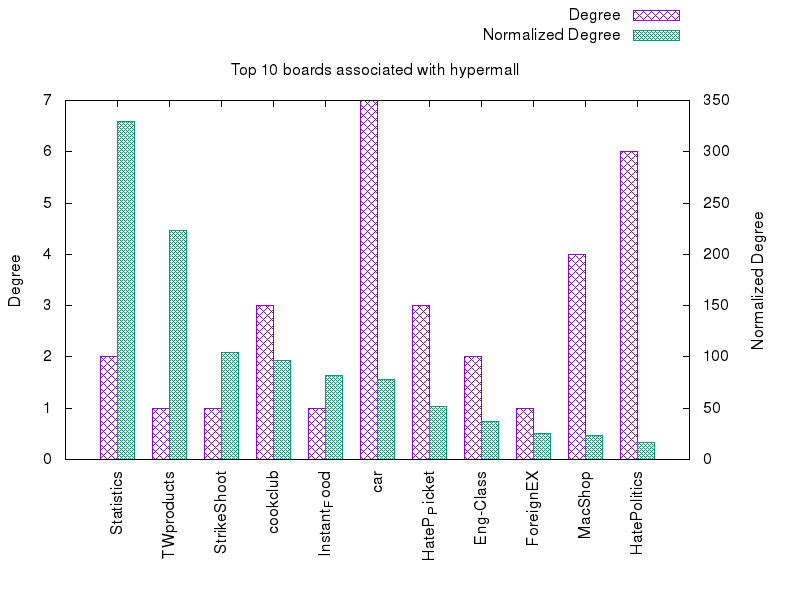 Degree
Normalized Degree
Top 10 boards associated with hypermall
7
6
5
4
3
2
1
0
350
300
250
200
150
100
50
0
Degree
Normalized Degree
Statistics
TWproducts
StrikeShoot
cookclub
InstantFood
car
HatePPicket
Eng-Class
ForeignEX
MacShop
HatePolitics